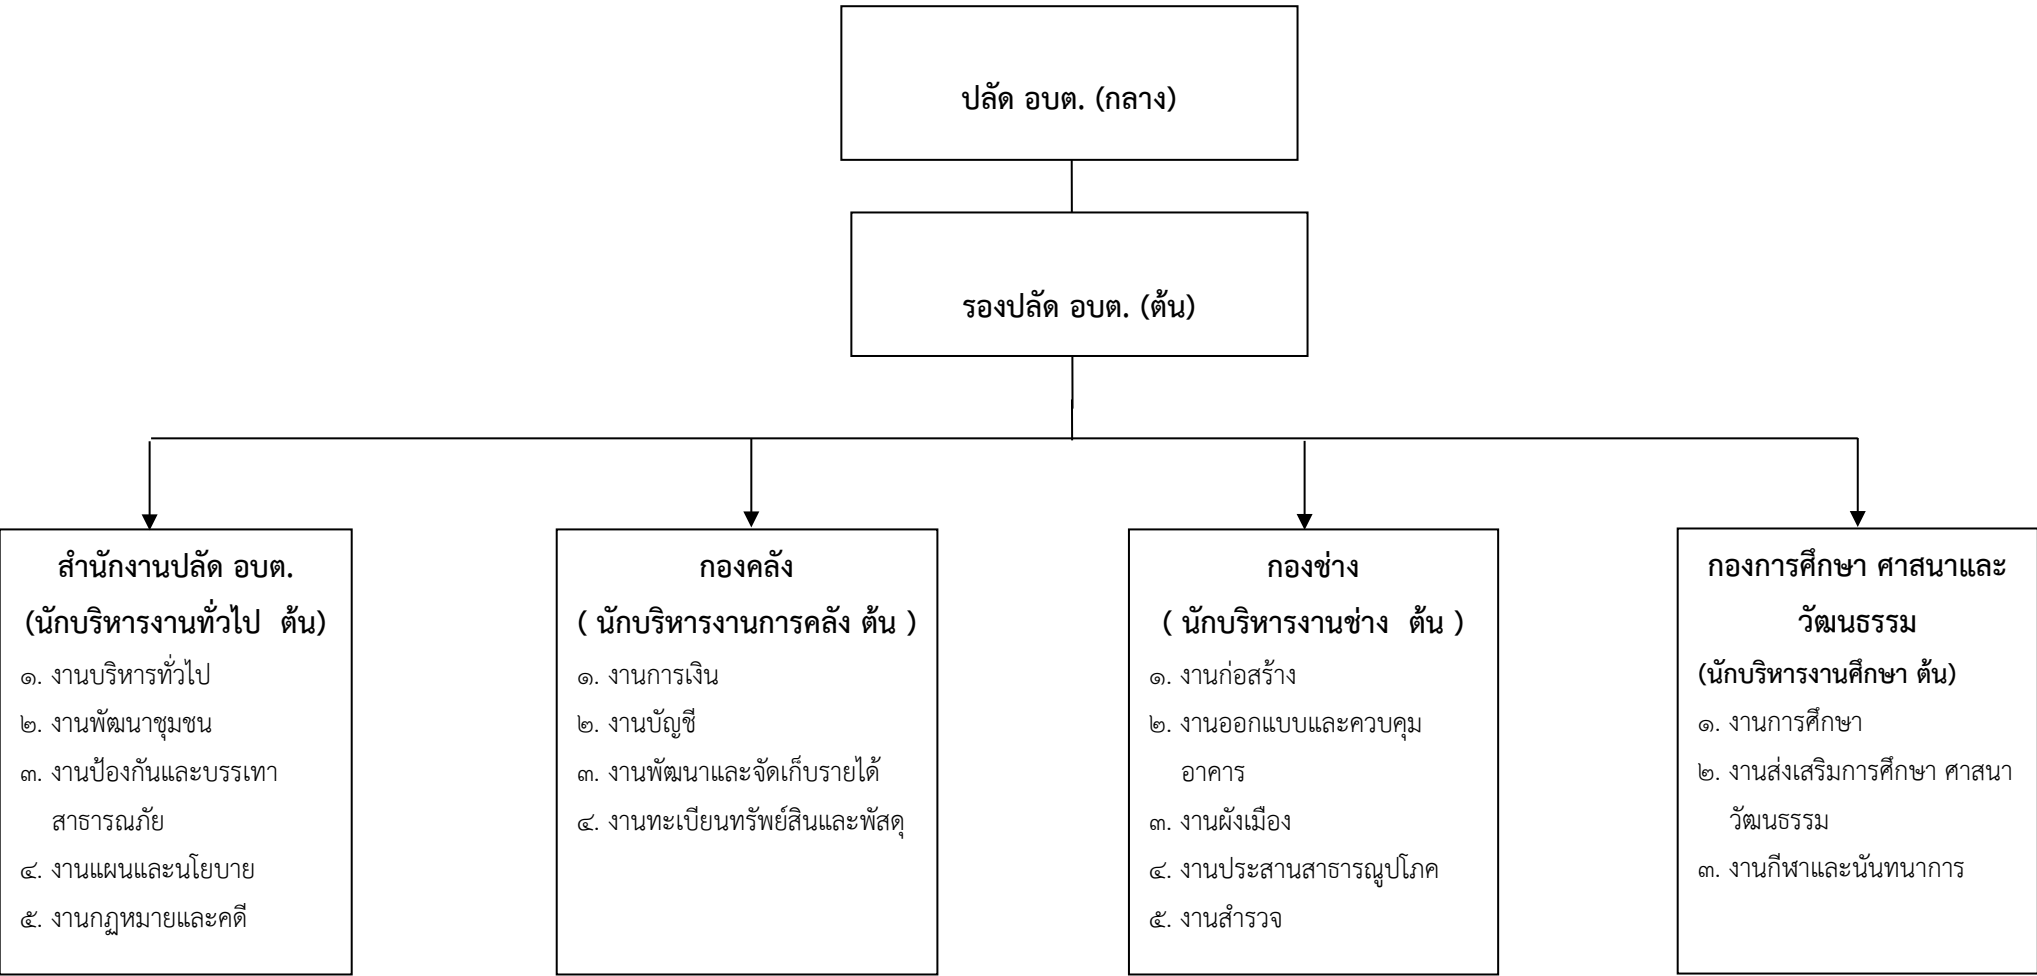 ปลัด อบต. (กลาง)
รองปลัด อบต. (ต้น)
สำนักงานปลัด อบต.
(นักบริหารงานทั่วไป ต้น)
๑. งานบริหารทั่วไป
๒. งานพัฒนาชุมชน
๓. งานป้องกันและบรรเทา
สาธารณภัย
๔. งานแผนและนโยบาย
๕. งานกฎหมายและคดี
กองคลัง
( นักบริหารงานการคลัง ต้น )
๑. งานการเงิน
๒. งานบัญชี
๓. งานพัฒนาและจัดเก็บรายได้
๔. งานทะเบียนทรัพย์สินและพัสดุ
กองช่าง
( นักบริหารงานช่าง ต้น )
๑. งานก่อสร้าง
๒. งานออกแบบและควบคุม
อาคาร
๓. งานผังเมือง
๔. งานประสานสาธารณูปโภค
๕. งานสำรวจ
กองการศึกษา ศาสนาและ
วัฒนธรรม
(นักบริหารงานศึกษา ต้น)
๑. งานการศึกษา
๒. งานส่งเสริมการศึกษา ศาสนา
วัฒนธรรม
๓. งานกีฬาและนันทนาการ